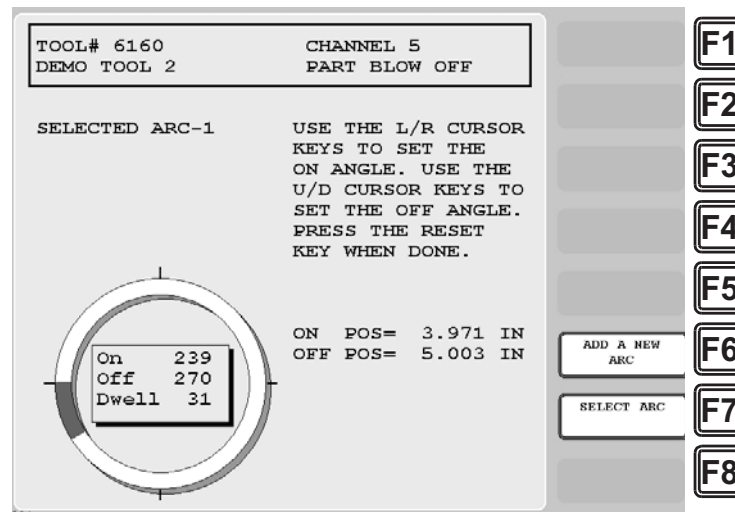 TOOL# 6160
DEMO TOOL 2
CHANNEL 5
PART BLOW OFF
SELECTED ARC-1
USE THE L/R CURSOR
KEYS TO SET THE
ON ANGLE. USE THE
U/D CURSOR KEYS TO
SET THE OFF ANGLE.
PRESS THE RESET
KEY WHEN DONE.
On 239
Off 270
Dwell 31
ON POS= 3.971 IN
OFF POS= 5.003 IN
ADD A NEW
ARC
SELECT ARC
F1
F2
F3
F4
F5
F6
F7
F8